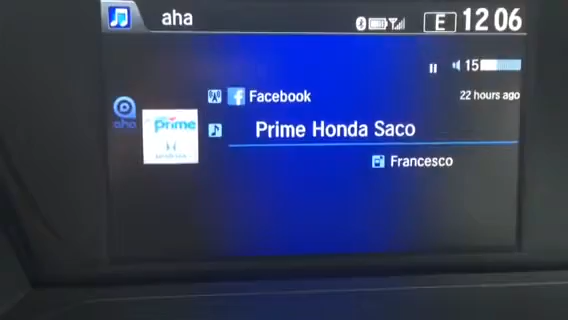 aha
E 12 06
15
Facebook
22 hours ago
aha
Prime
Prime Honda Saco
Francesco